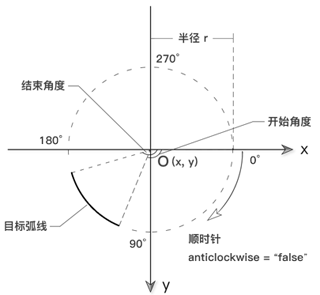 半径 r
270°
结束角度
开始角度
180°
O (x, y)
0°
x
目标弧线
90°
顺时针
anticlockwise = “false”
y